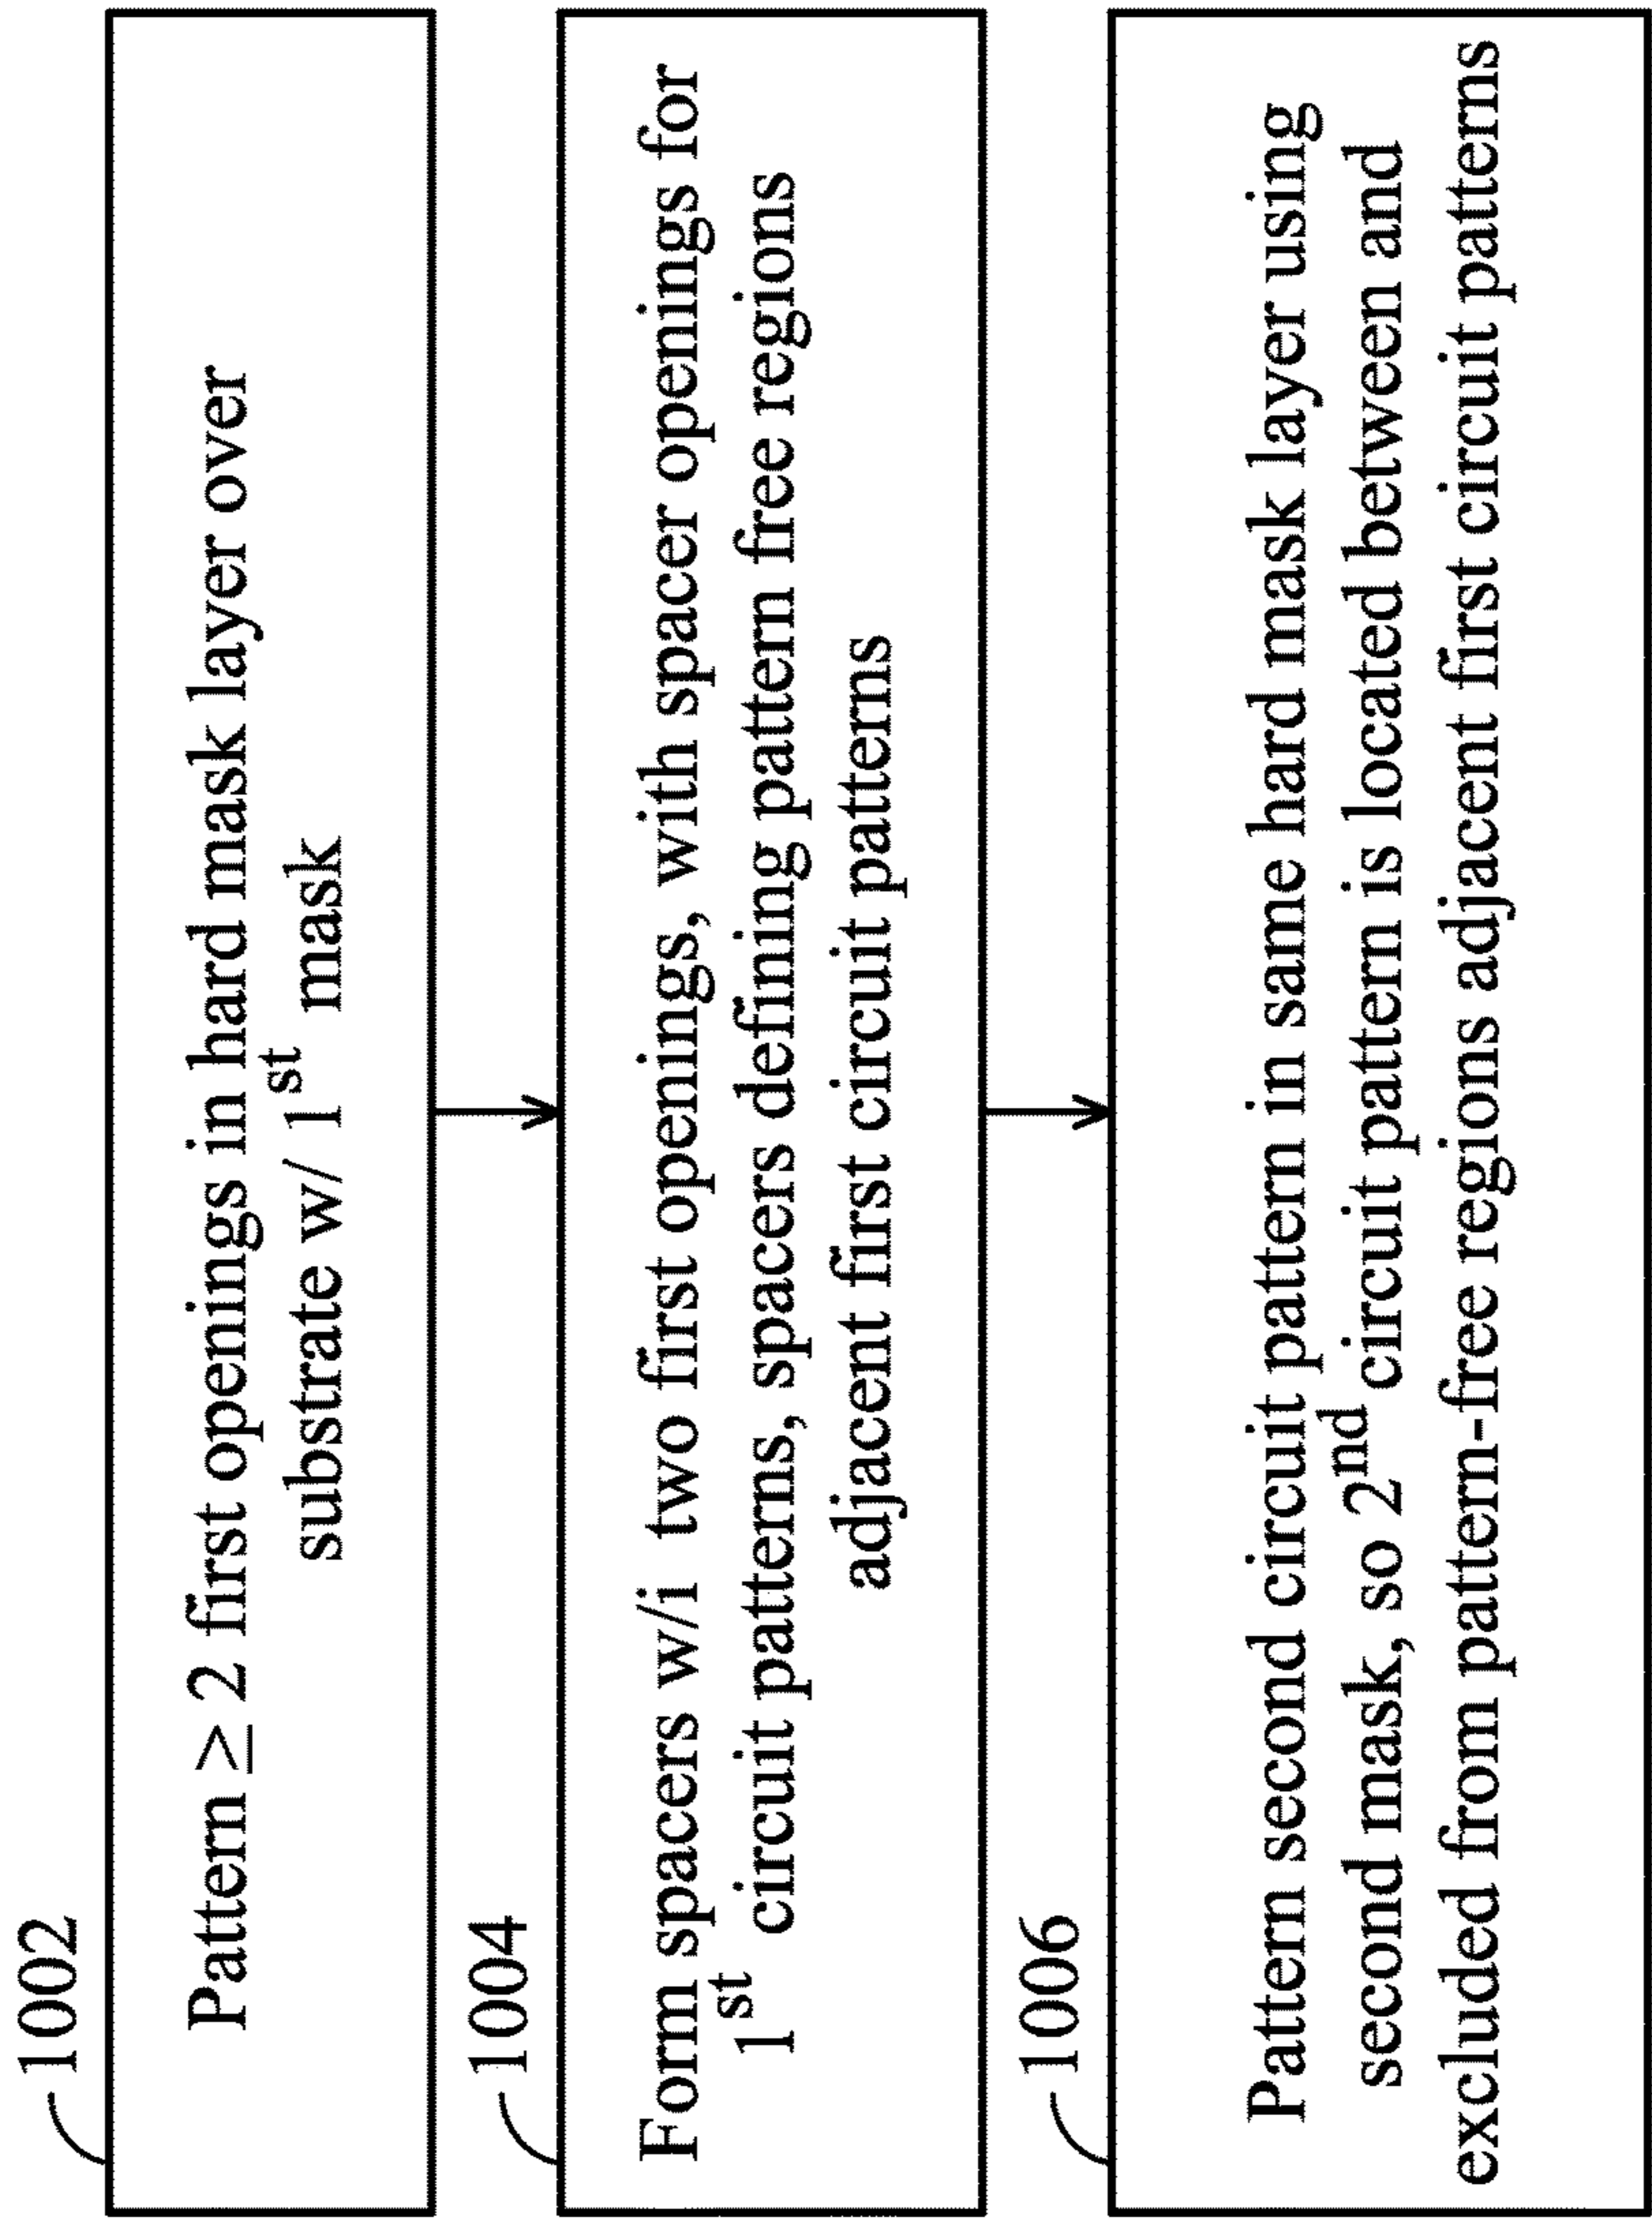 1002
Pattern ≥ 2 first openings in hard mask layer over
substrate w/ 1st mask
1004
Form spacers w/i two first openings, with spacer openings for
1st circuit patterns, spacers defining pattern free regions
adjacent first circuit patterns
1006
Pattern second circuit pattern in same hard mask layer using
second mask, so 2nd circuit pattern is located between and
excluded from pattern-free regions adjacent first circuit patterns